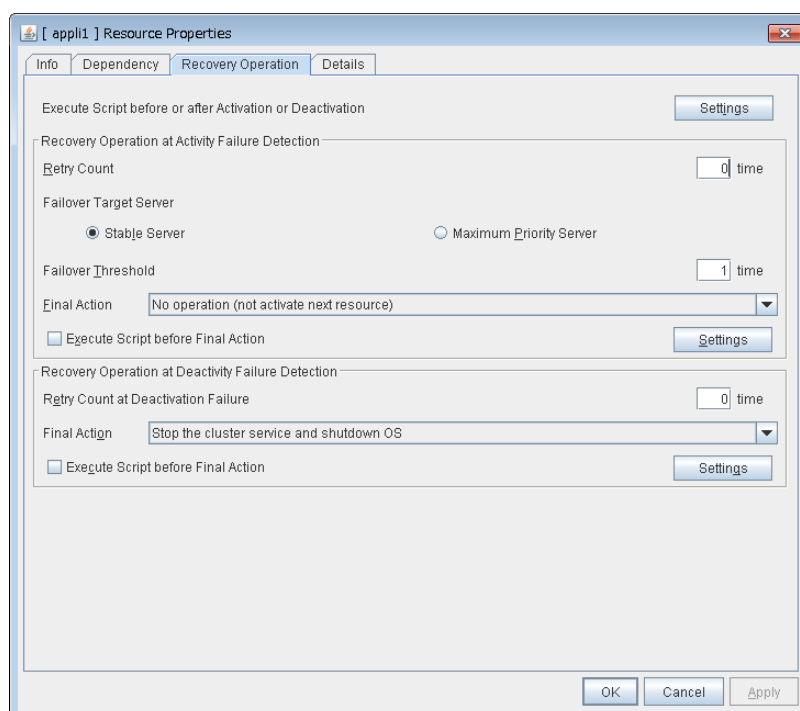 [ appli1 ] Resource Properties
Info Dependency Recovery Operation Details
Execute Script before or after Activation or Deactivation Settings
Recovery Operation at Activity Failure Detection
Retry Count 0 time
Failover Target Server
Stable Server Maximum Priority Server
Failover Threshold 1 time
Final Action No operation (not activate next resource)
Execute Script before Final Action Settings
Recovery Operation at Deactivity Failure Detection
Retry Count at Deactivation Failure 0 time
Final Action Stop the cluster service and shutdown OS
Execute Script before Final Action Settings
OK Cancel Apply